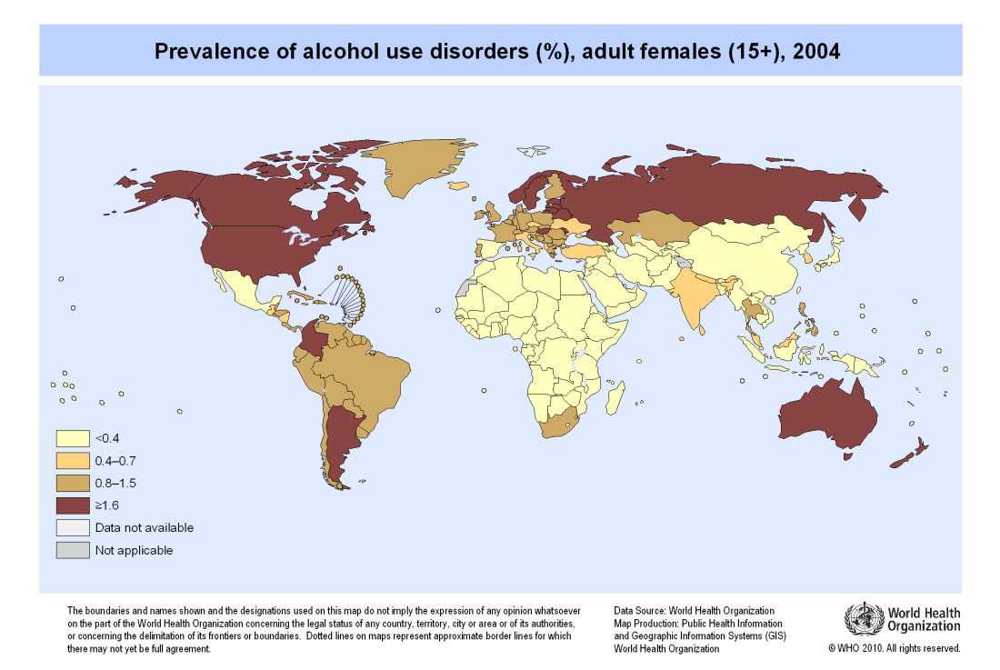 Prevalence of alcohol use disorders (%), adult females (15+), 2004
<0.4
0.4–0.7
0.8–1.5
≥1.6
Data not available
Not applicable
The boundaries and names shown and the designations used on this map do not imply the expression of any opinion whatsoever
on the part of the World Health Organization concerning the legal status of any country, territory, city or area or of its authorities,
or concerning the delimitation of its frontiers or boundaries. Dotted lines on maps represent approximate border lines for which
there may not yet be full agreement.
Data Source: World Health Organization
Map Production: Public Health Information
and Geographic Information Systems (GIS)
World Health Organization
World Health
Organization
© WHO 2010. All rights reserved.